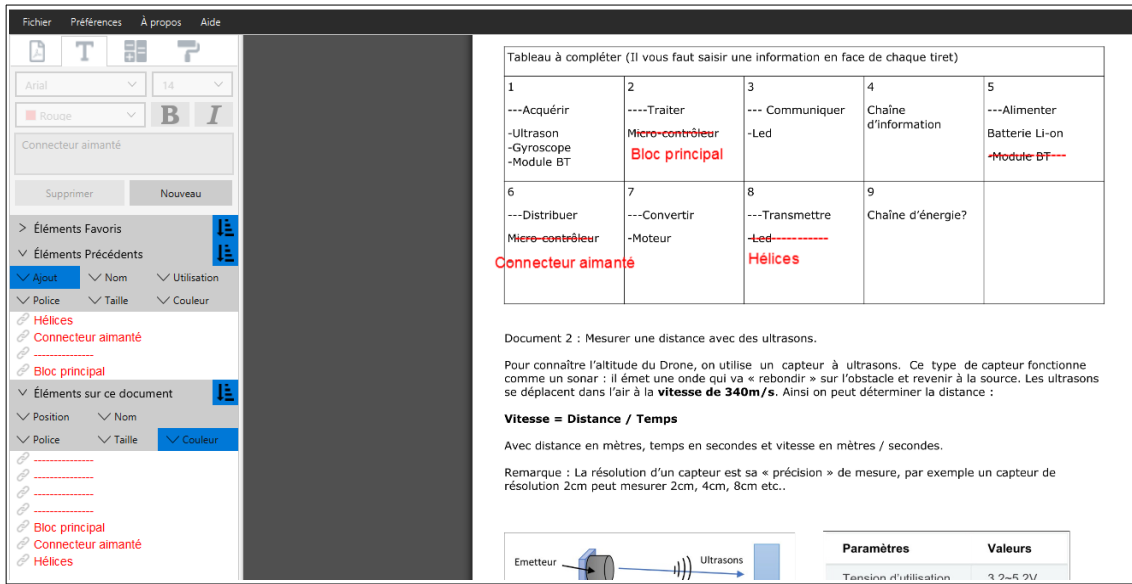 Fichier Préférences À propos Aide
T
Arial 14
Rouge B I
Connecteur aimanté
Supprimer Nouveau
> Éléments Favoris
Éléments Précédents
Ajout Nom Utilisation
Police Taille Couleur
Hélices
Connecteur aimanté
---------------
Bloc principal
Éléments sur ce document
Position Nom
Police Taille Couleur
---------------
---------------
---------------
---------------
Bloc principal
Connecteur aimanté
Hélices
Tableau à compléter (Il vous faut saisir une information en face de chaque tiret)
1
---Acquérir
-Ultrason
-Gyroscope
-Module BT
2
----Traiter
Micro-contrôleur
Bloc principal
3
--- Communiquer
-Led
4
Chaîne
d'information
5
---Alimenter
Batterie Li-on
-Module BT---
6
---Distribuer
Micro-contrôleur
Connecteur aimanté
7
---Convertir
-Moteur
8
---Transmettre
-Led-----------
Hélices
9
Chaîne d'énergie?
Document 2 : Mesurer une distance avec des ultrasons.
Pour connaître l'altitude du Drone, on utilise un capteur à ultrasons. Ce type de capteur fonctionne
comme un sonar : il émet une onde qui va « rebondir » sur l'obstacle et revenir à la source. Les ultrasons
se déplacent dans l'air à la vitesse de 340m/s. Ainsi on peut déterminer la distance :
Vitesse = Distance / Temps
Avec distance en mètres, temps en secondes et vitesse en mètres / secondes.
Remarque : La résolution d'un capteur est sa « précision » de mesure, par exemple un capteur de
résolution 2cm peut mesurer 2cm, 4cm, 8cm etc..
Emetteur Ultrasons
Paramètres Valeurs
Tension d'utilisation 3.2~5.2V